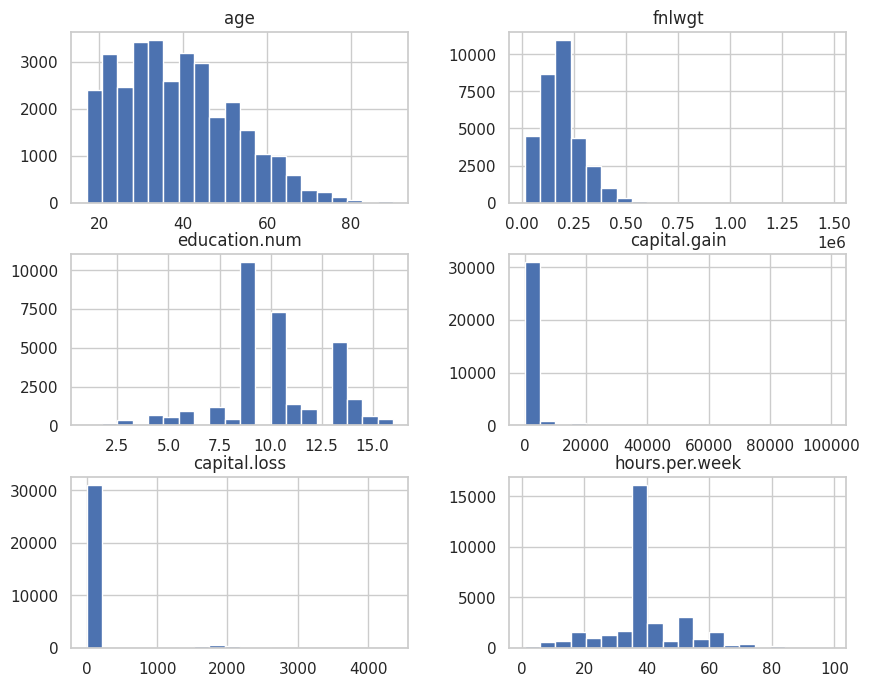 age
3000
2000
1000
0
20 40 60 80
fnlwgt
10000
7500
5000
2500
0
0.00 0.25 0.50 0.75 1.00 1.25 1.50
1e6
education.num
10000
7500
5000
2500
0
2.5 5.0 7.5 10.0 12.5 15.0
capital.gain
30000
20000
10000
0
0 20000 40000 60000 80000 100000
capital.loss
30000
20000
10000
0
0 1000 2000 3000 4000
hours.per.week
15000
10000
5000
0
0 20 40 60 80 100